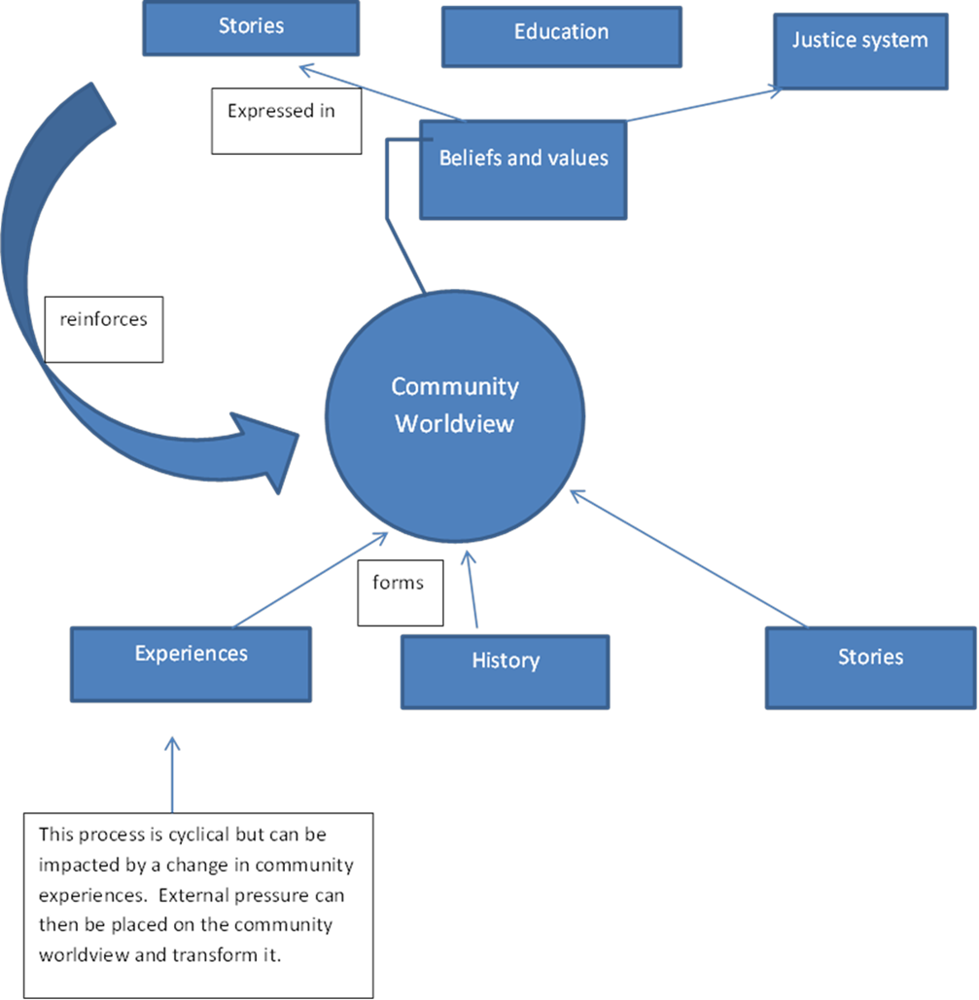 Stories
Education
Justice system
Expressed in
Beliefs and values
reinforces
Community
Worldview
forms
Experiences
History
Stories
This process is cyclical but can be
impacted by a change in community
experiences.  External pressure can
then be placed on the community
worldview and transform it.